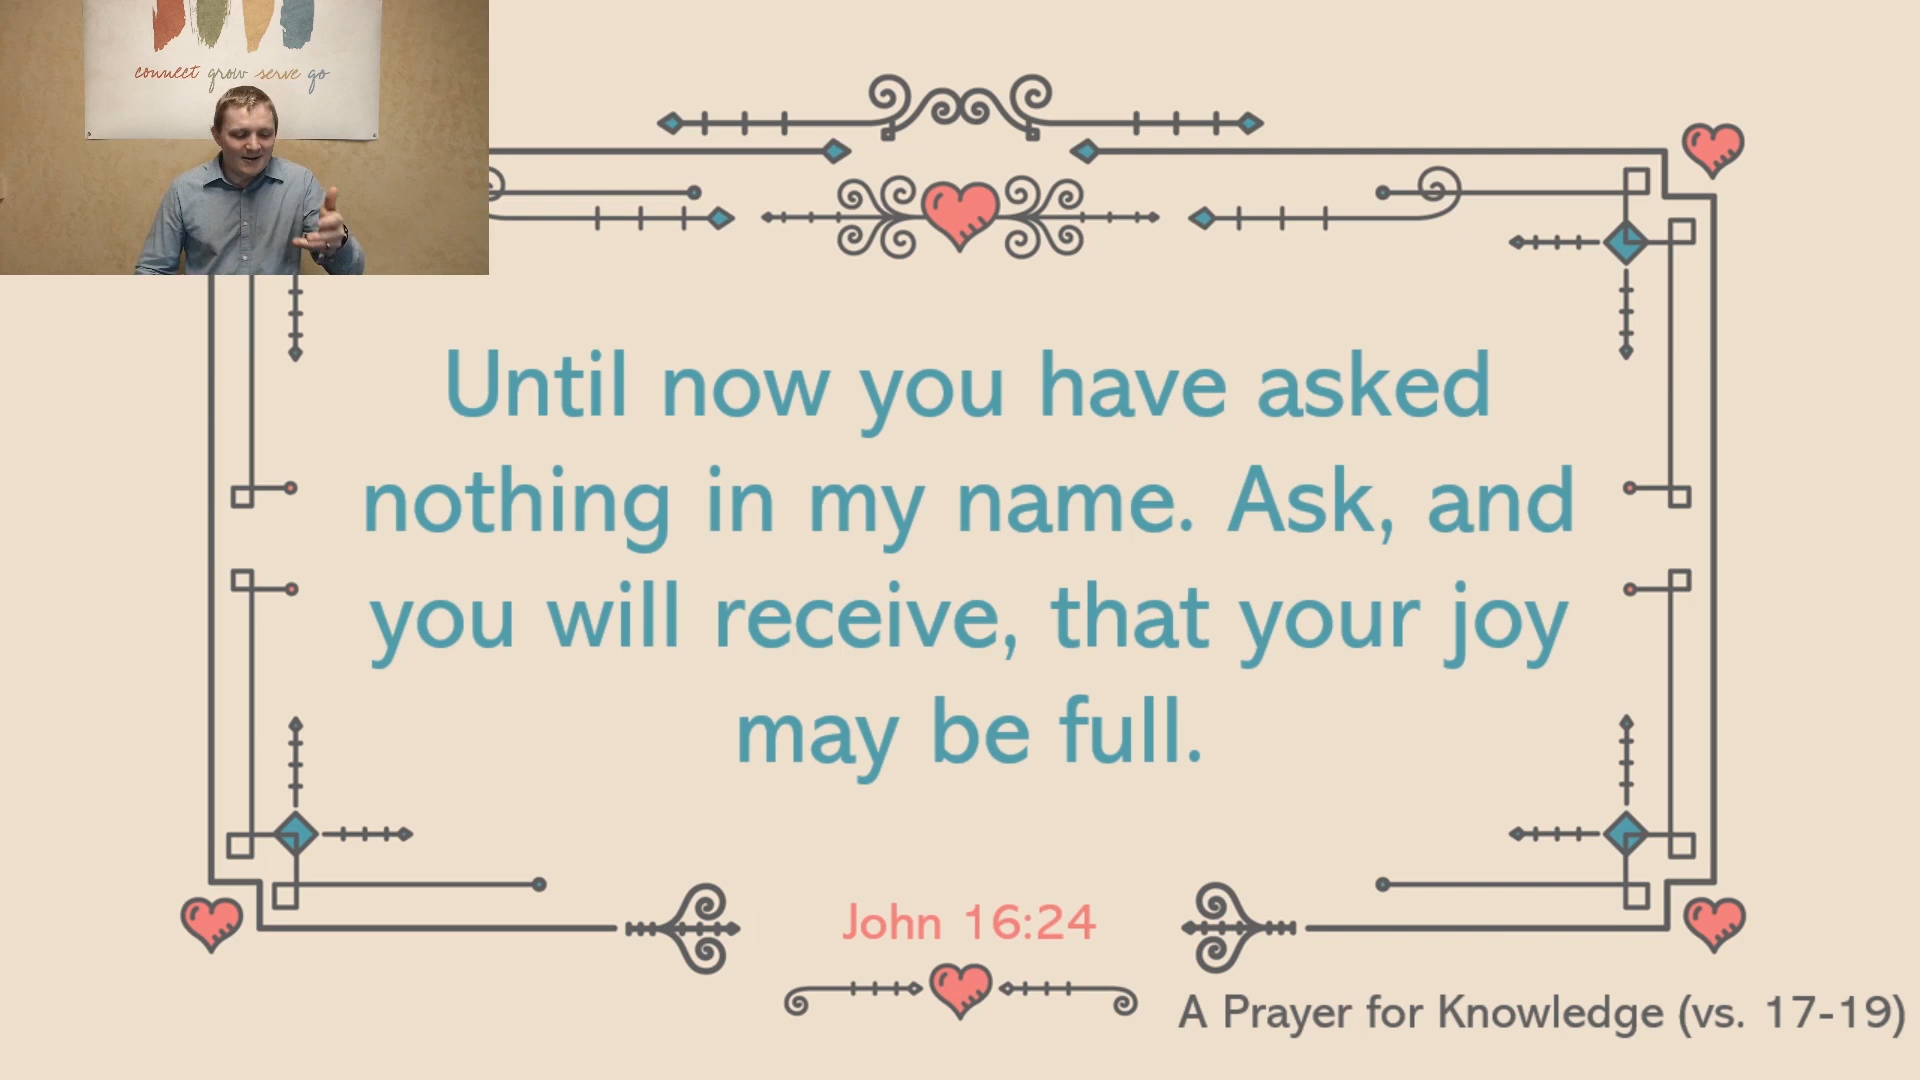 connect grow serve go
Until now you have asked
nothing in my name. Ask, and
you will receive, that your joy
may be full.
John 16:24
A Prayer for Knowledge (vs. 17-19)